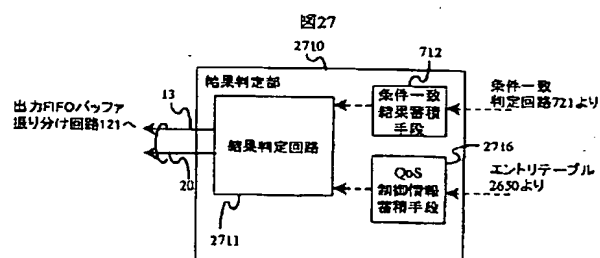 図27
2710
結果判定部
712
13
出力FIFOバッファ
振り分け回路121へ
結果判定回路
条件一致
結果蓄積
手段
条件一致
判定回路721より
2716
QoS
制御情報
蓄積手段
エントリテーブル
2650より
20
2711